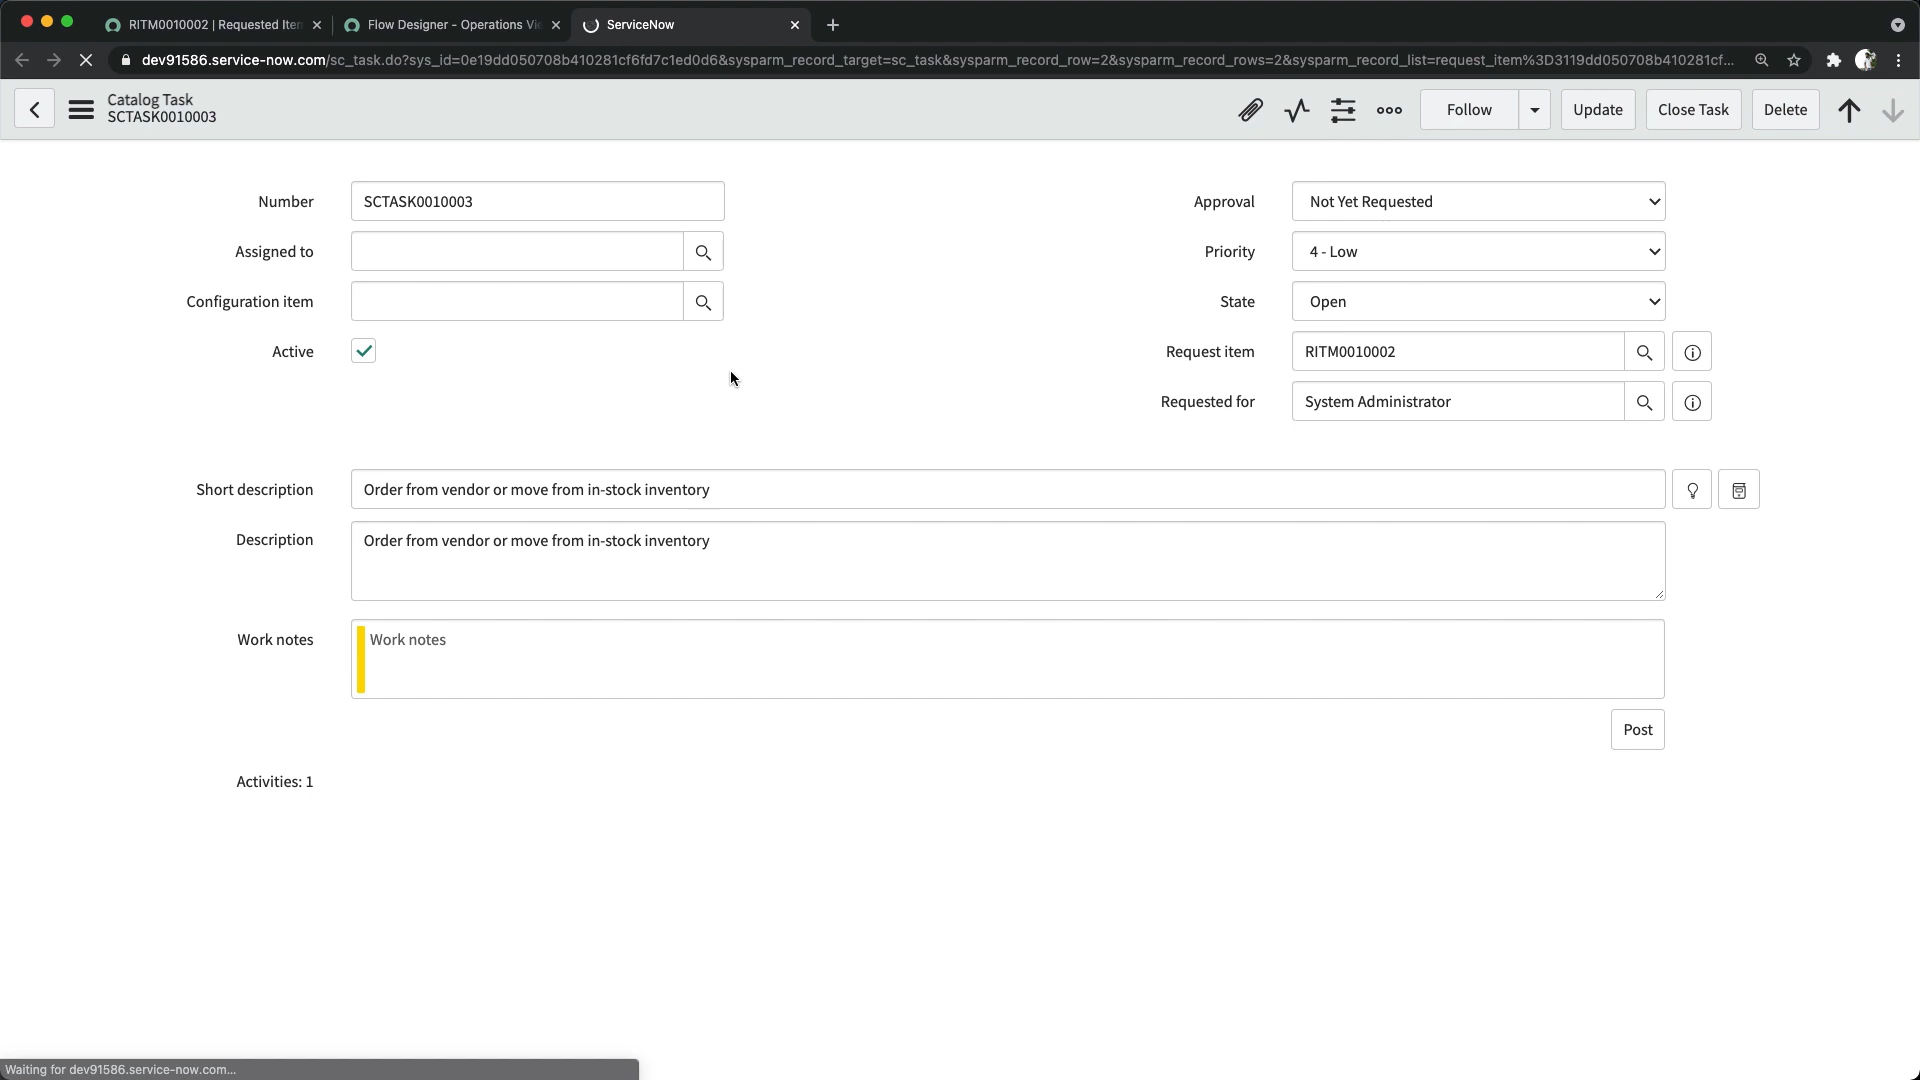 RITM0010002 | Requested Iten
Flow Designer - Operations Vie
ServiceNow
dev91586.service-now.com/sc_task.do?sys_id=0e19dd050708b410281cf6fd7c1ed0d6&sysparm_record_target=sc_task&sysparm_record_row=2&sysparm_record_rows=2&sysparm_record_list=request_item%3D3119dd050708b410281cf...
Catalog Task
SCTASK0010003
Follow
Update
Close Task
Delete
Number
SCTASK0010003
Approval
Not Yet Requested
Assigned to
Priority
4 - Low
Configuration item
State
Open
Active
Request item
RITM0010002
Requested for
System Administrator
Short description
Order from vendor or move from in-stock inventory
Description
Order from vendor or move from in-stock inventory
Work notes
Work notes
Post
Activities: 1
Waiting for dev91586.service-now.com...